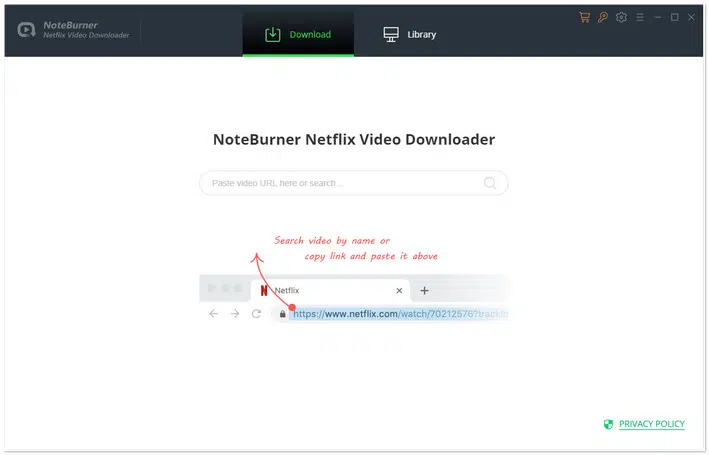 NoteBurner
Netflix Video Downloader
Download
Library
NoteBurner Netflix Video Downloader
Paste video URL here or search...
Search video by name or
copy link and paste it above
Netflix
https://www.netflix.com/watch/70212576?trackId
PRIVACY POLICY